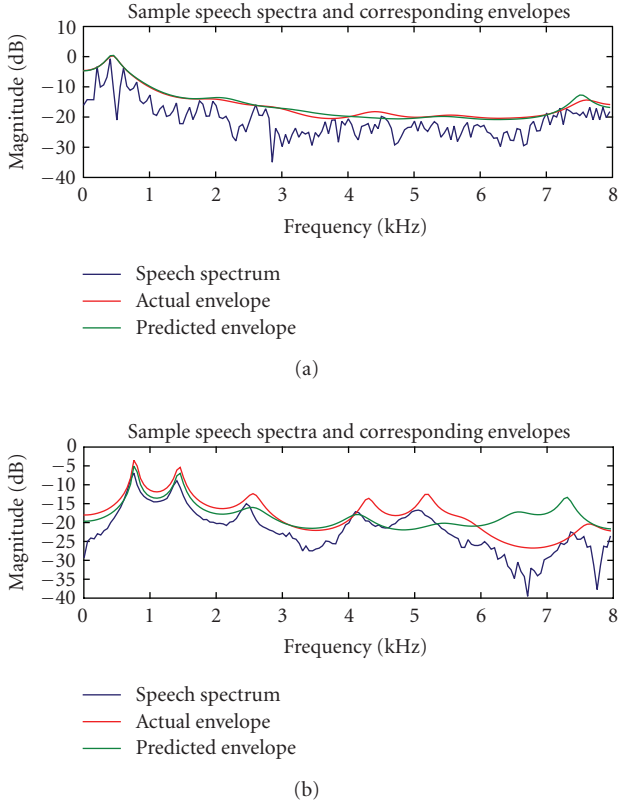 Sample speech spectra and corresponding envelopes
10
0
−10
−20
−30
−40
Magnitude (dB)
0 1 2 3 4 5 6 7 8
Frequency (kHz)
Speech spectrum
Actual envelope
Predicted envelope
(a)
Sample speech spectra and corresponding envelopes
0
−5
−10
−15
−20
−25
−30
−35
−40
Magnitude (dB)
0 1 2 3 4 5 6 7 8
Frequency (kHz)
Speech spectrum
Actual envelope
Predicted envelope
(b)